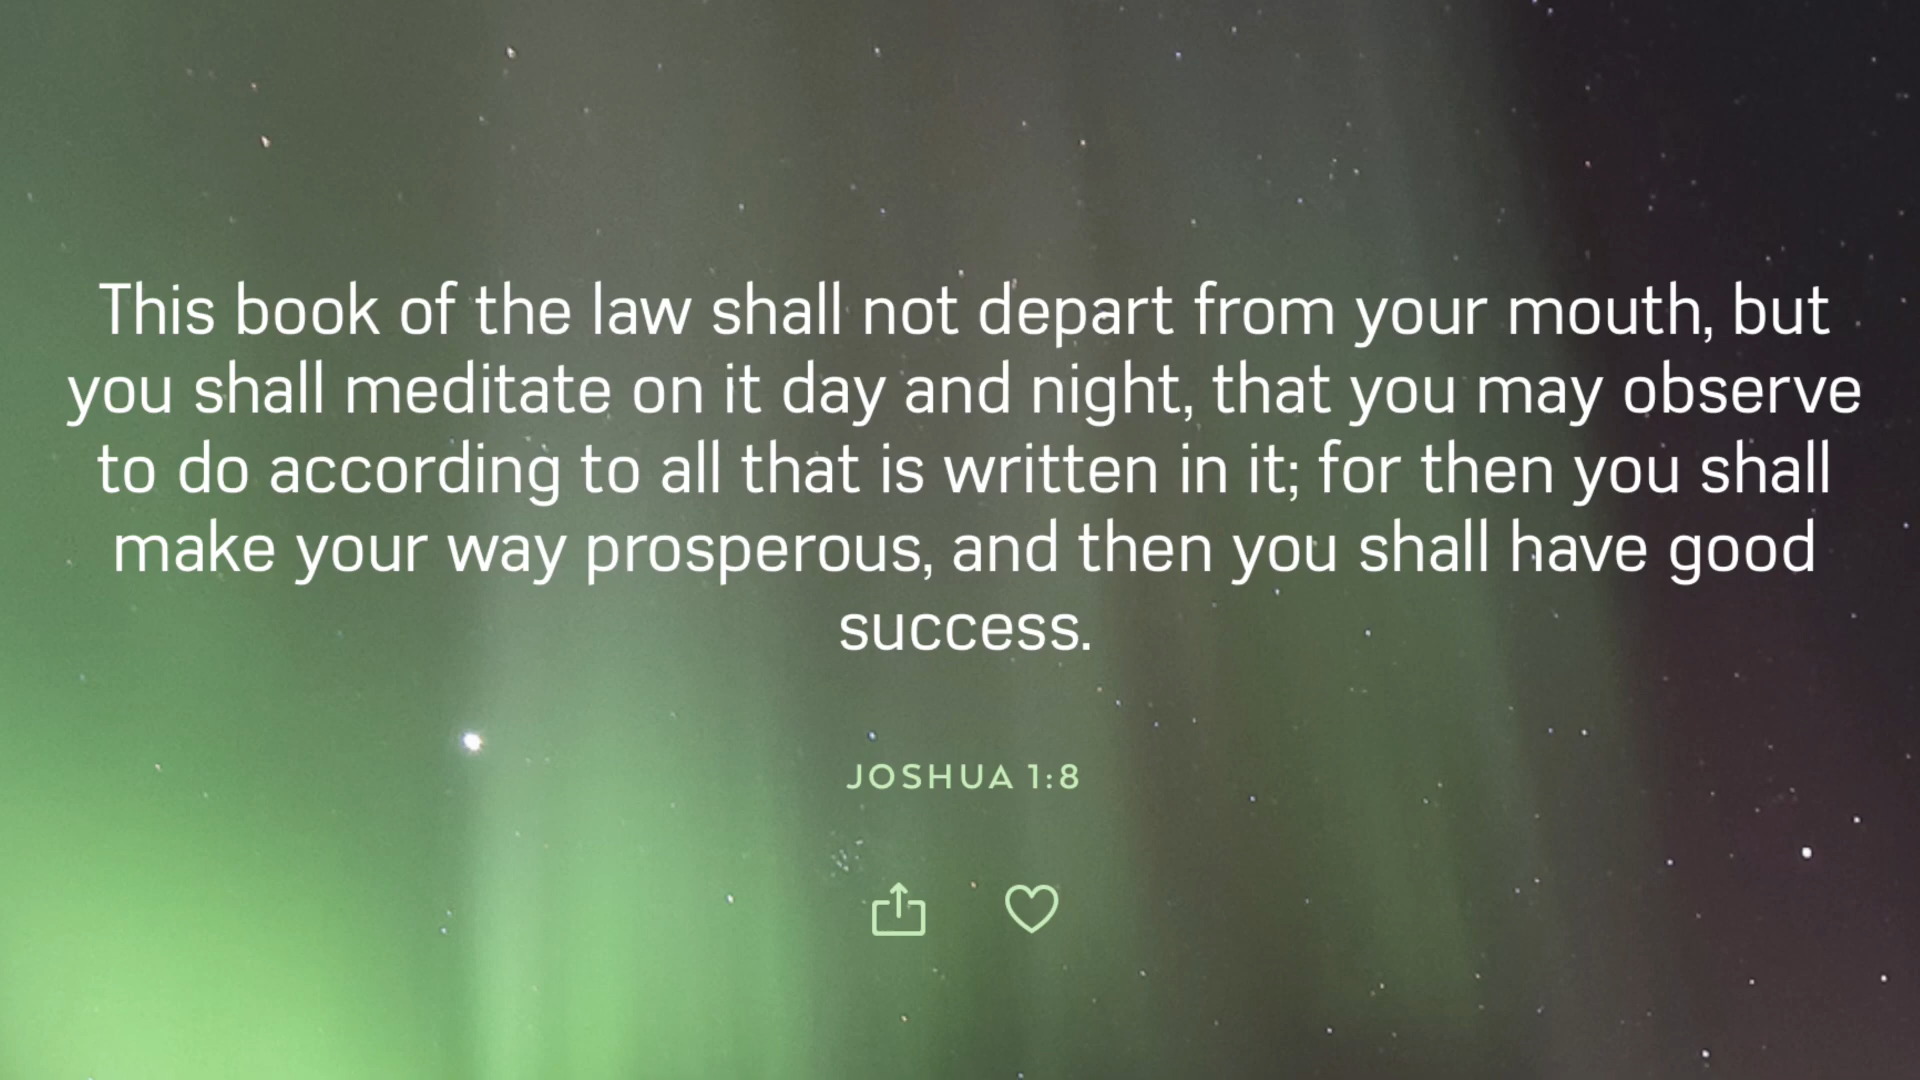 This book of the law shall not depart from your mouth, but
you shall meditate on it day and night, that you may observe
to do according to all that is written in it; for then you shall
make your way prosperous, and then you shall have good
success.
JOSHUA 1:8